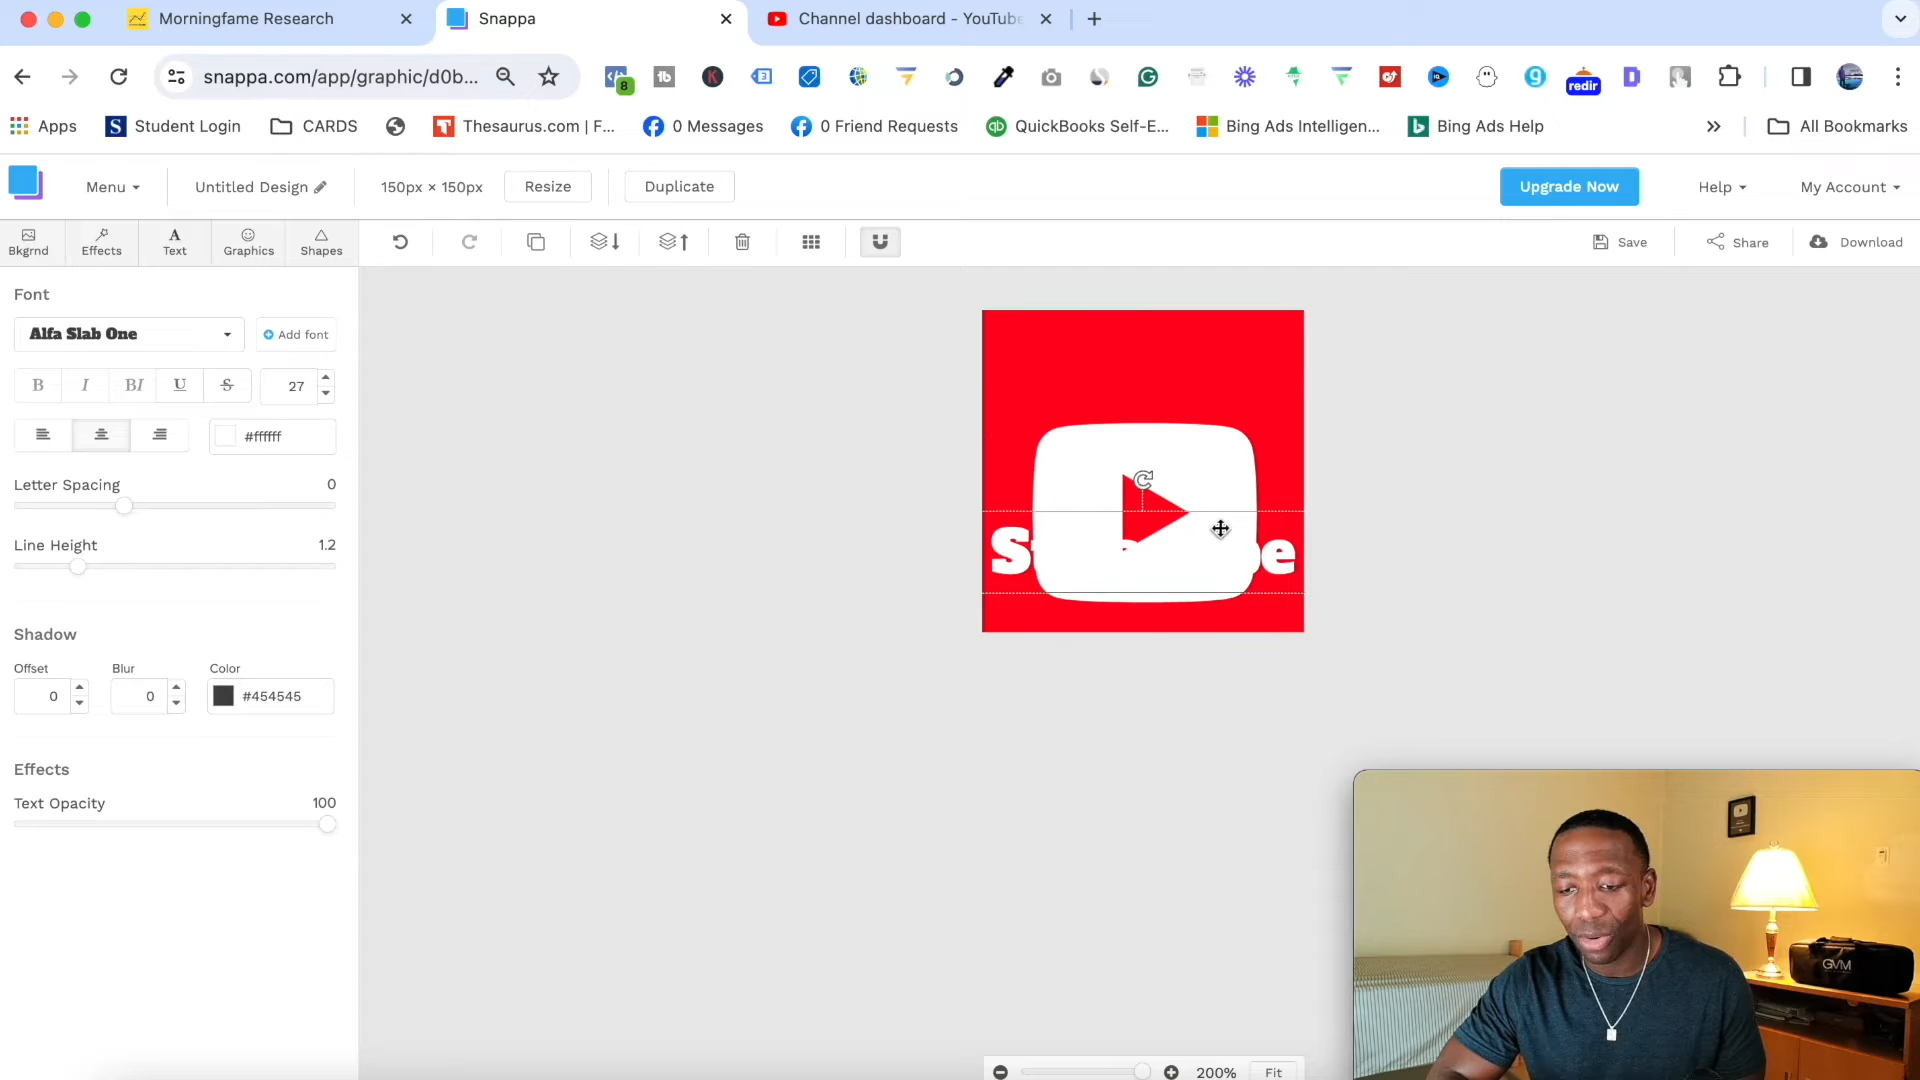 Morningfame Research
Snappa
Channel dashboard - YouTube
snappa.com/app/graphic/d0b...
8
redir
Apps
Student Login
CARDS
Thesaurus.com | F...
0 Messages
0 Friend Requests
QuickBooks Self-E...
Bing Ads Intelligen...
Bing Ads Help
All Bookmarks
Menu
Untitled Design
150px × 150px
Resize
Duplicate
Upgrade Now
Help
My Account
Bkgrnd
Effects
Text
Graphics
Shapes
Save
Share
Download
Font
Alfa Slab One
Add font
B
I
BI
U
S
27
#ffffff
Letter Spacing
0
Line Height
1.2
Shadow
Offset
Blur
Color
0
0
#454545
Effects
Text Opacity
100
200%
Fit
GVM